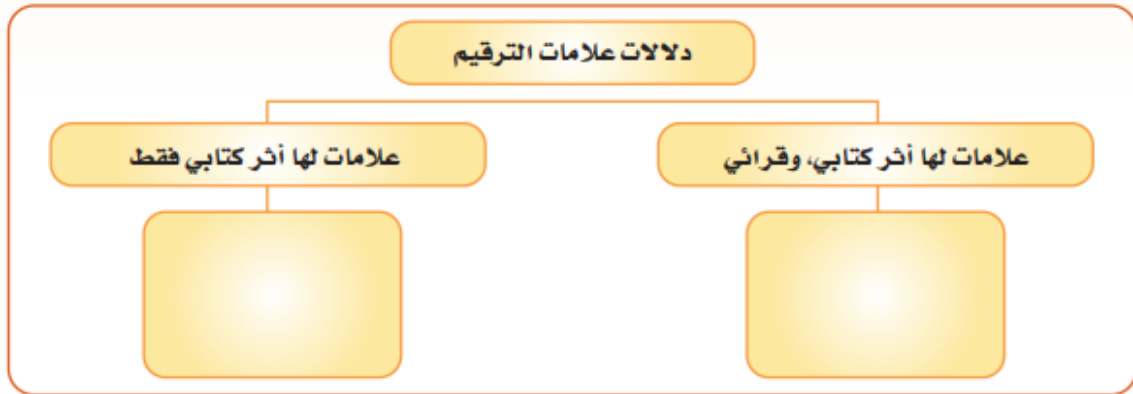 دلالات علامات الترقيم
علامات لها أثر كتابي، وقرائي
علامات لها أثر كتابي فقط